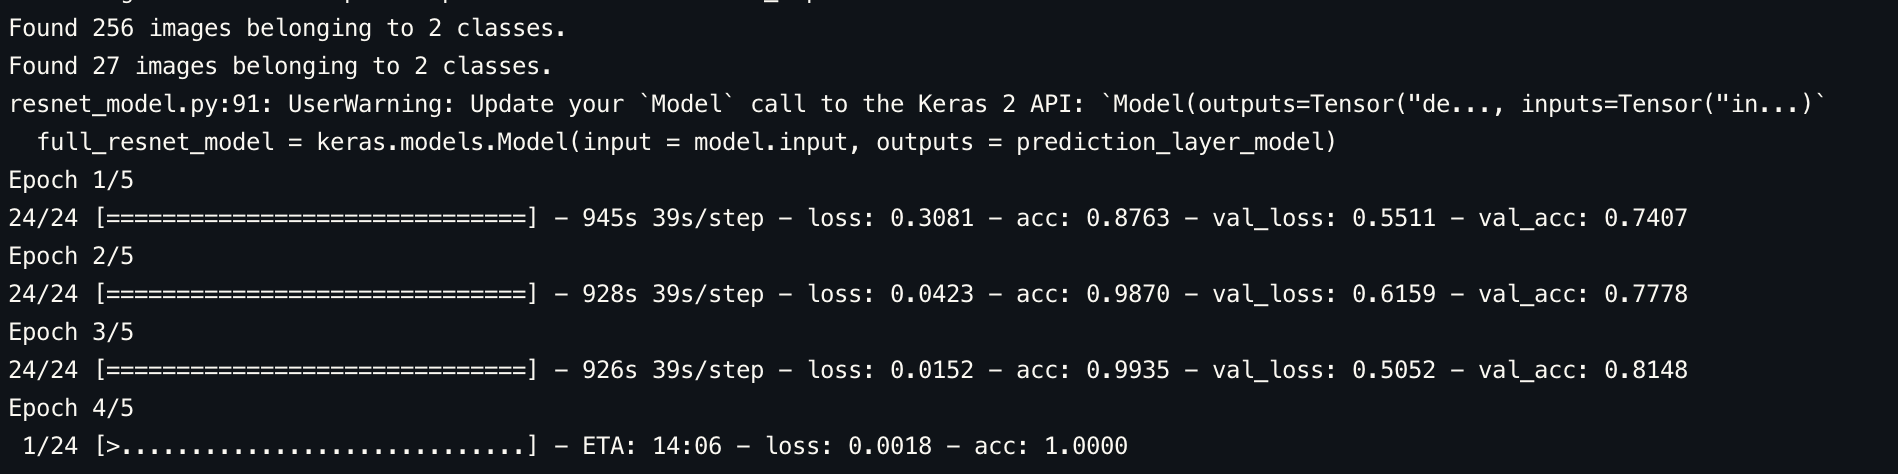 Found 256 images belonging to 2 classes.
Found 27 images belonging to 2 classes.
resnet_model.py:91: UserWarning: Update your `Model` call to the Keras 2 API: `Model(outputs=Tensor("de..., inputs=Tensor("in...)`
  full_resnet_model = keras.models.Model(input = model.input, outputs = prediction_layer_model)
Epoch 1/5
24/24 [==============================] - 945s 39s/step - loss: 0.3081 - acc: 0.8763 - val_loss: 0.5511 - val_acc: 0.7407
Epoch 2/5
24/24 [==============================] - 928s 39s/step - loss: 0.0423 - acc: 0.9870 - val_loss: 0.6159 - val_acc: 0.7778
Epoch 3/5
24/24 [==============================] - 926s 39s/step - loss: 0.0152 - acc: 0.9935 - val_loss: 0.5052 - val_acc: 0.8148
Epoch 4/5
 1/24 [>.............................] - ETA: 14:06 - loss: 0.0018 - acc: 1.0000